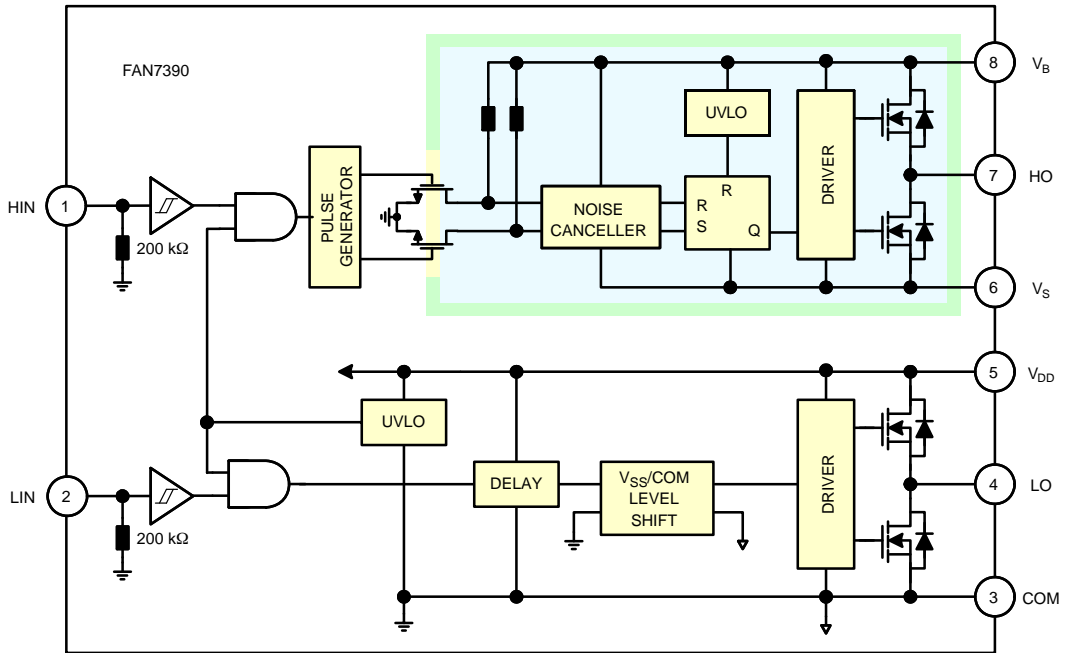 FAN7390
HIN
1
200 kΩ
PULSE
GENERATOR
NOISE
CANCELLER
UVLO
R
R
S
Q
DRIVER
8
V_B
7
HO
6
V_S
LIN
2
200 kΩ
UVLO
DELAY
V_SS/COM
LEVEL
SHIFT
DRIVER
5
V_DD
4
LO
3
COM